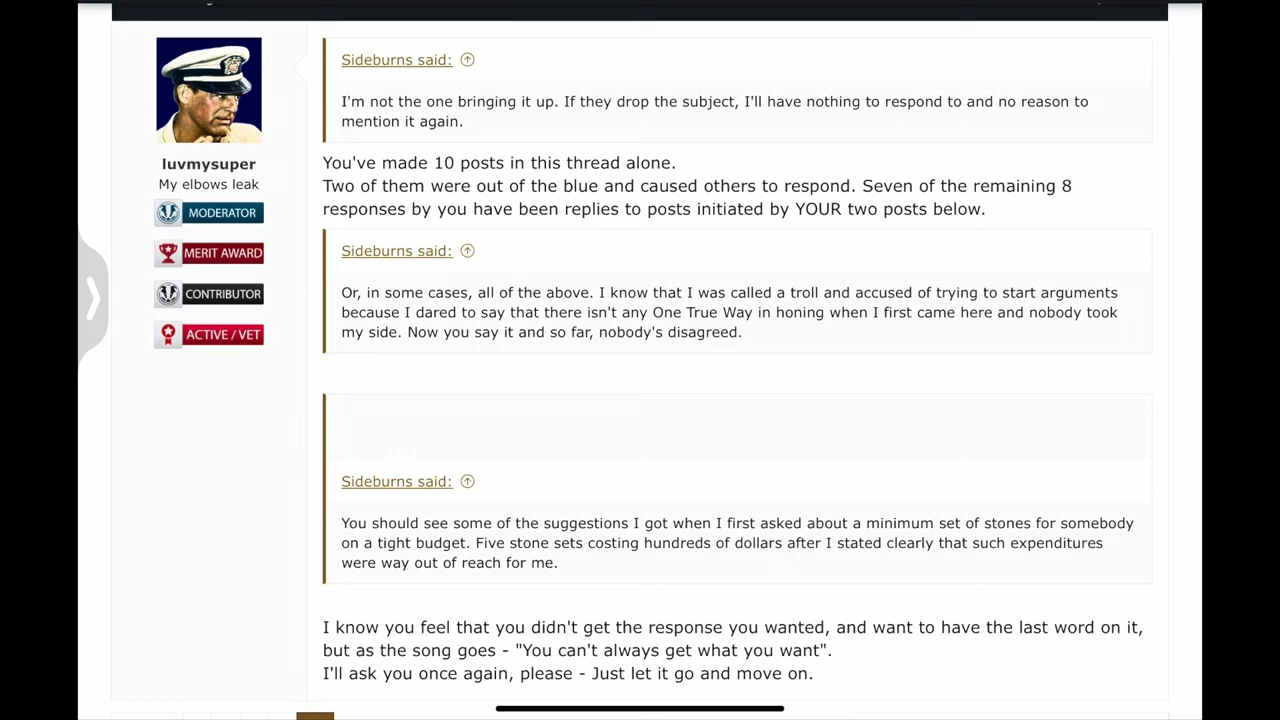 Sideburns said:
I'm not the one bringing it up. If they drop the subject, I'll have nothing to respond to and no reason to
mention it again.
luvmysuper
My elbows leak
MODERATOR
MERIT AWARD
CONTRIBUTOR
ACTIVE / VET
You've made 10 posts in this thread alone.
Two of them were out of the blue and caused others to respond. Seven of the remaining 8
responses by you have been replies to posts initiated by YOUR two posts below.
Sideburns said:
Or, in some cases, all of the above. I know that I was called a troll and accused of trying to start arguments
because I dared to say that there isn't any One True Way in honing when I first came here and nobody took
my side. Now you say it and so far, nobody's disagreed.
Sideburns said:
You should see some of the suggestions I got when I first asked about a minimum set of stones for somebody
on a tight budget. Five stone sets costing hundreds of dollars after I stated clearly that such expenditures
were way out of reach for me.
I know you feel that you didn't get the response you wanted, and want to have the last word on it,
but as the song goes - "You can't always get what you want".
I'll ask you once again, please - Just let it go and move on.